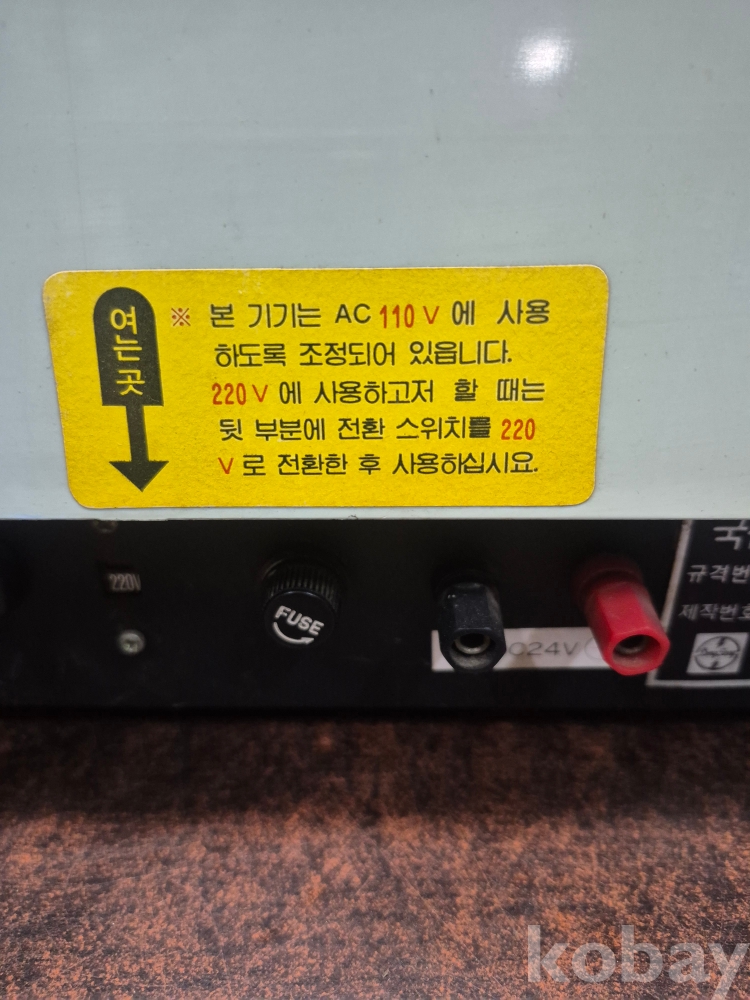 여는곳
※ 본 기기는 AC 110 V 에 사용
하도록 조정되어 있읍니다.
220 V 에 사용하고저 할 때는
뒷 부분에 전환 스위치를 220
V 로 전환한 후 사용하십시요.
220V
FUSE
024V
규격번
제작번호
kobay